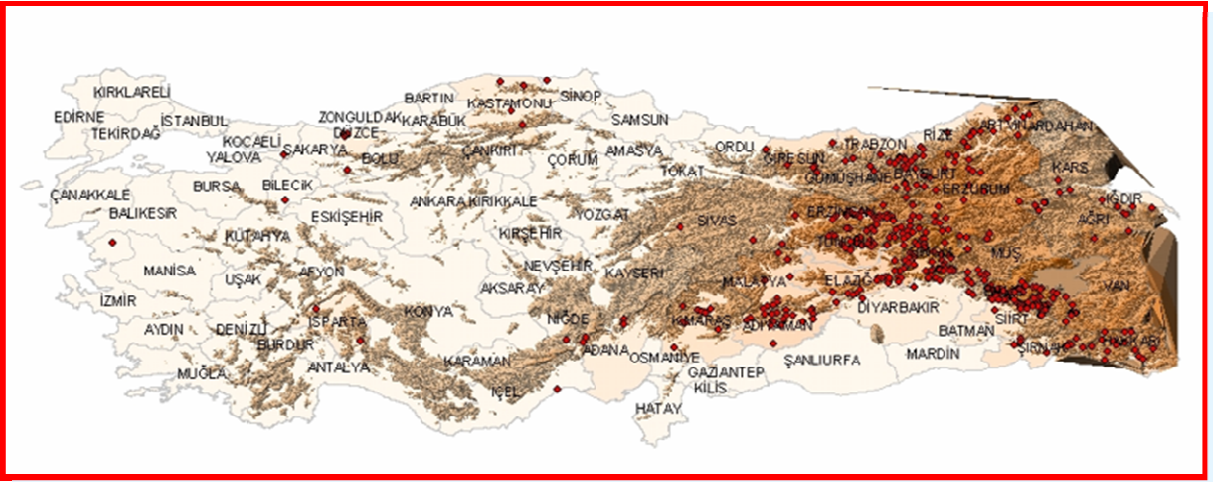 KIRKLARELİ
EDİRNE
TEKİRDAĞ
İSTANBUL
KOCAELİ
YALOVA
SAKARYA
ZONGULDAK
DÜZCE
BARTIN
KARABÜK
KASTAMONU
SİNOP
SAMSUN
BOLU
ÇANKIRI
ÇORUM
AMASYA
TOKAT
ORDU
GİRESUN
TRABZON
RİZE
ARTVİN
ARDAHAN
GÜMÜŞHANE
BAYBURT
ERZURUM
KARS
IĞDIR
AĞRI
ÇANAKKALE
BALIKESİR
BURSA
BİLECİK
ESKİŞEHİR
KÜTAHYA
ANKARA
KIRIKKALE
YOZGAT
KIRŞEHİR
SİVAS
ERZİNCAN
TUNCELİ
MUŞ
MANİSA
UŞAK
AFYON
NEVŞEHİR
KAYSERİ
AKSARAY
MALATYA
ELAZIĞ
VAN
İZMİR
AYDIN
DENİZLİ
ISPARTA
BURDUR
KONYA
NİĞDE
K.MARAŞ
ADIYAMAN
DİYARBAKIR
BATMAN
SİİRT
ŞIRNAK
HAKKARİ
MUĞLA
ANTALYA
KARAMAN
İÇEL
ADANA
OSMANİYE
GAZİANTEP
KİLİS
ŞANLIURFA
MARDİN
HATAY